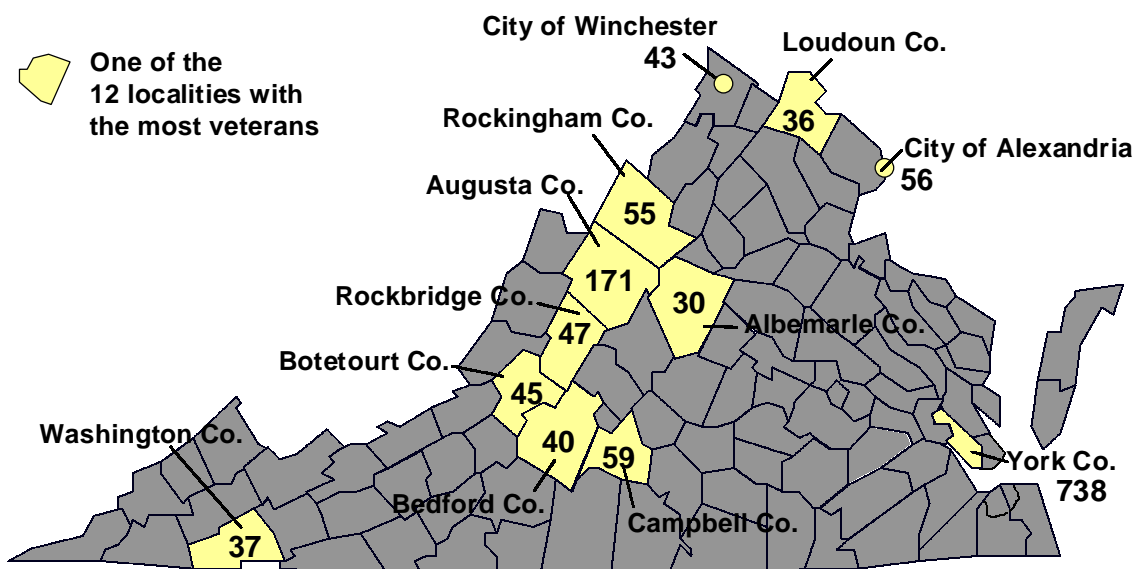 City of Winchester
43
Loudoun Co.
36
One of the
12 localities with
the most veterans
Rockingham Co.
55
City of Alexandria
56
Augusta Co.
171
Rockbridge Co.
47
30
Albemarle Co.
Botetourt Co.
45
Washington Co.
37
40
Bedford Co.
59
Campbell Co.
York Co.
738